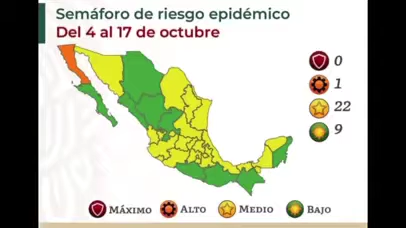 Semáforo de riesgo epidémico
Del 4 al 17 de octubre
0
1
22
9
MÁXIMO ALTO MEDIO BAJO